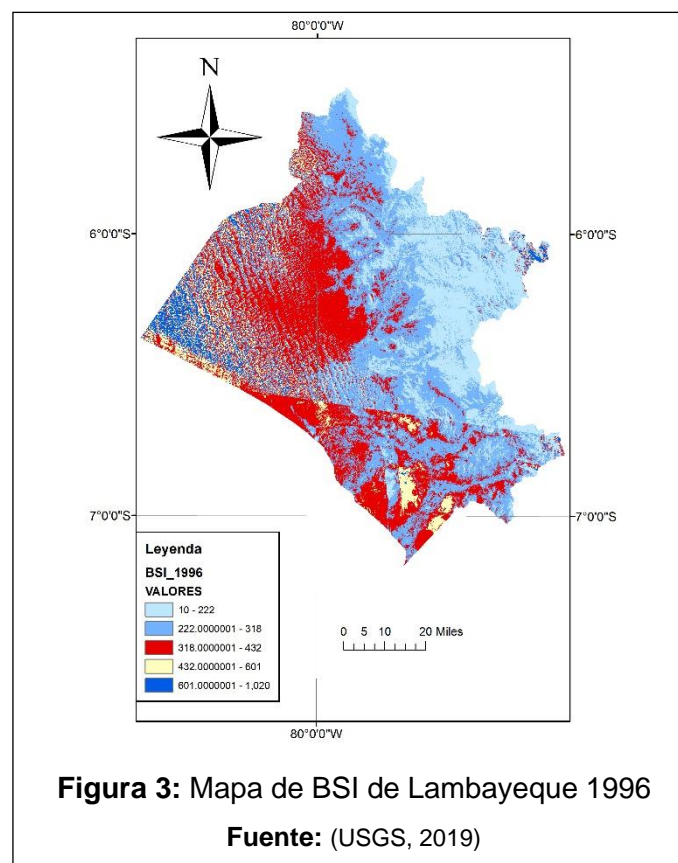 80°0'0"W
N
6°0'0"S
6°0'0"S
7°0'0"S
7°0'0"S
Leyenda
BSI_1996
VALORES
10 - 222
222.0000001 - 318
318.0000001 - 432
432.0000001 - 601
601.0000001 - 1,020
0 5 10 20 Miles
80°0'0"W
Figura 3: Mapa de BSI de Lambayeque 1996
Fuente: (USGS, 2019)